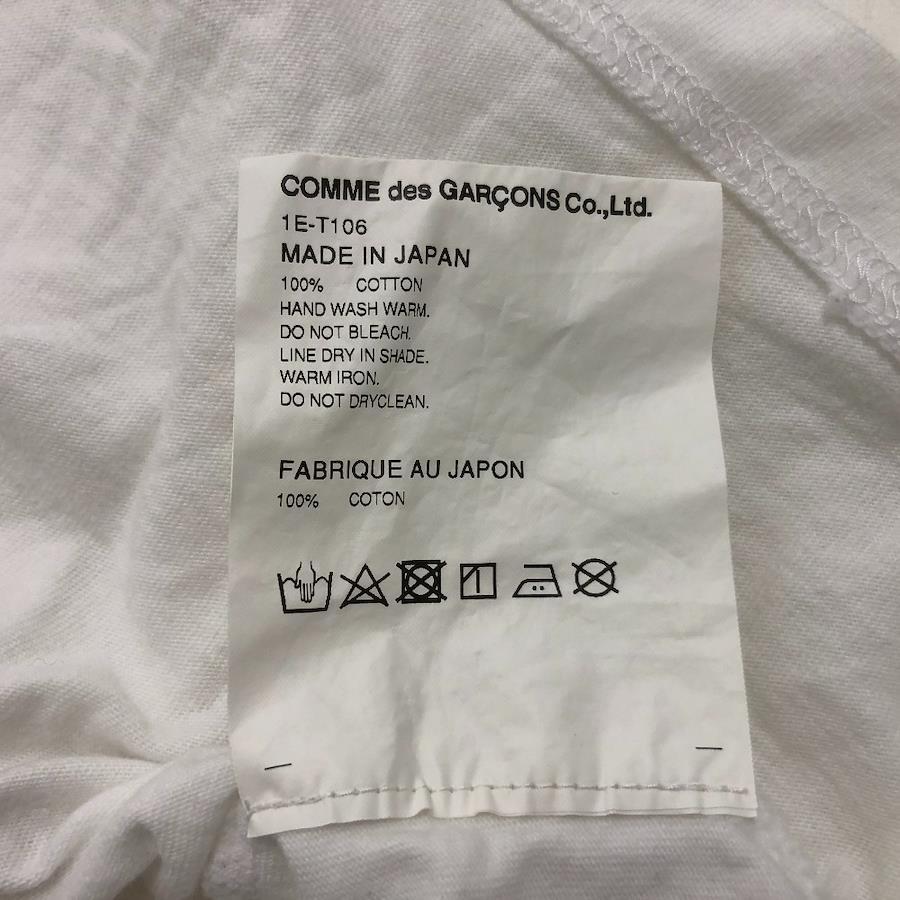 COMME des GARÇONS Co.,Ltd.
1E-T106
MADE IN JAPAN
100% COTTON
HAND WASH WARM.
DO NOT BLEACH.
LINE DRY IN SHADE.
WARM IRON.
DO NOT DRYCLEAN.
FABRIQUE AU JAPON
100% COTON